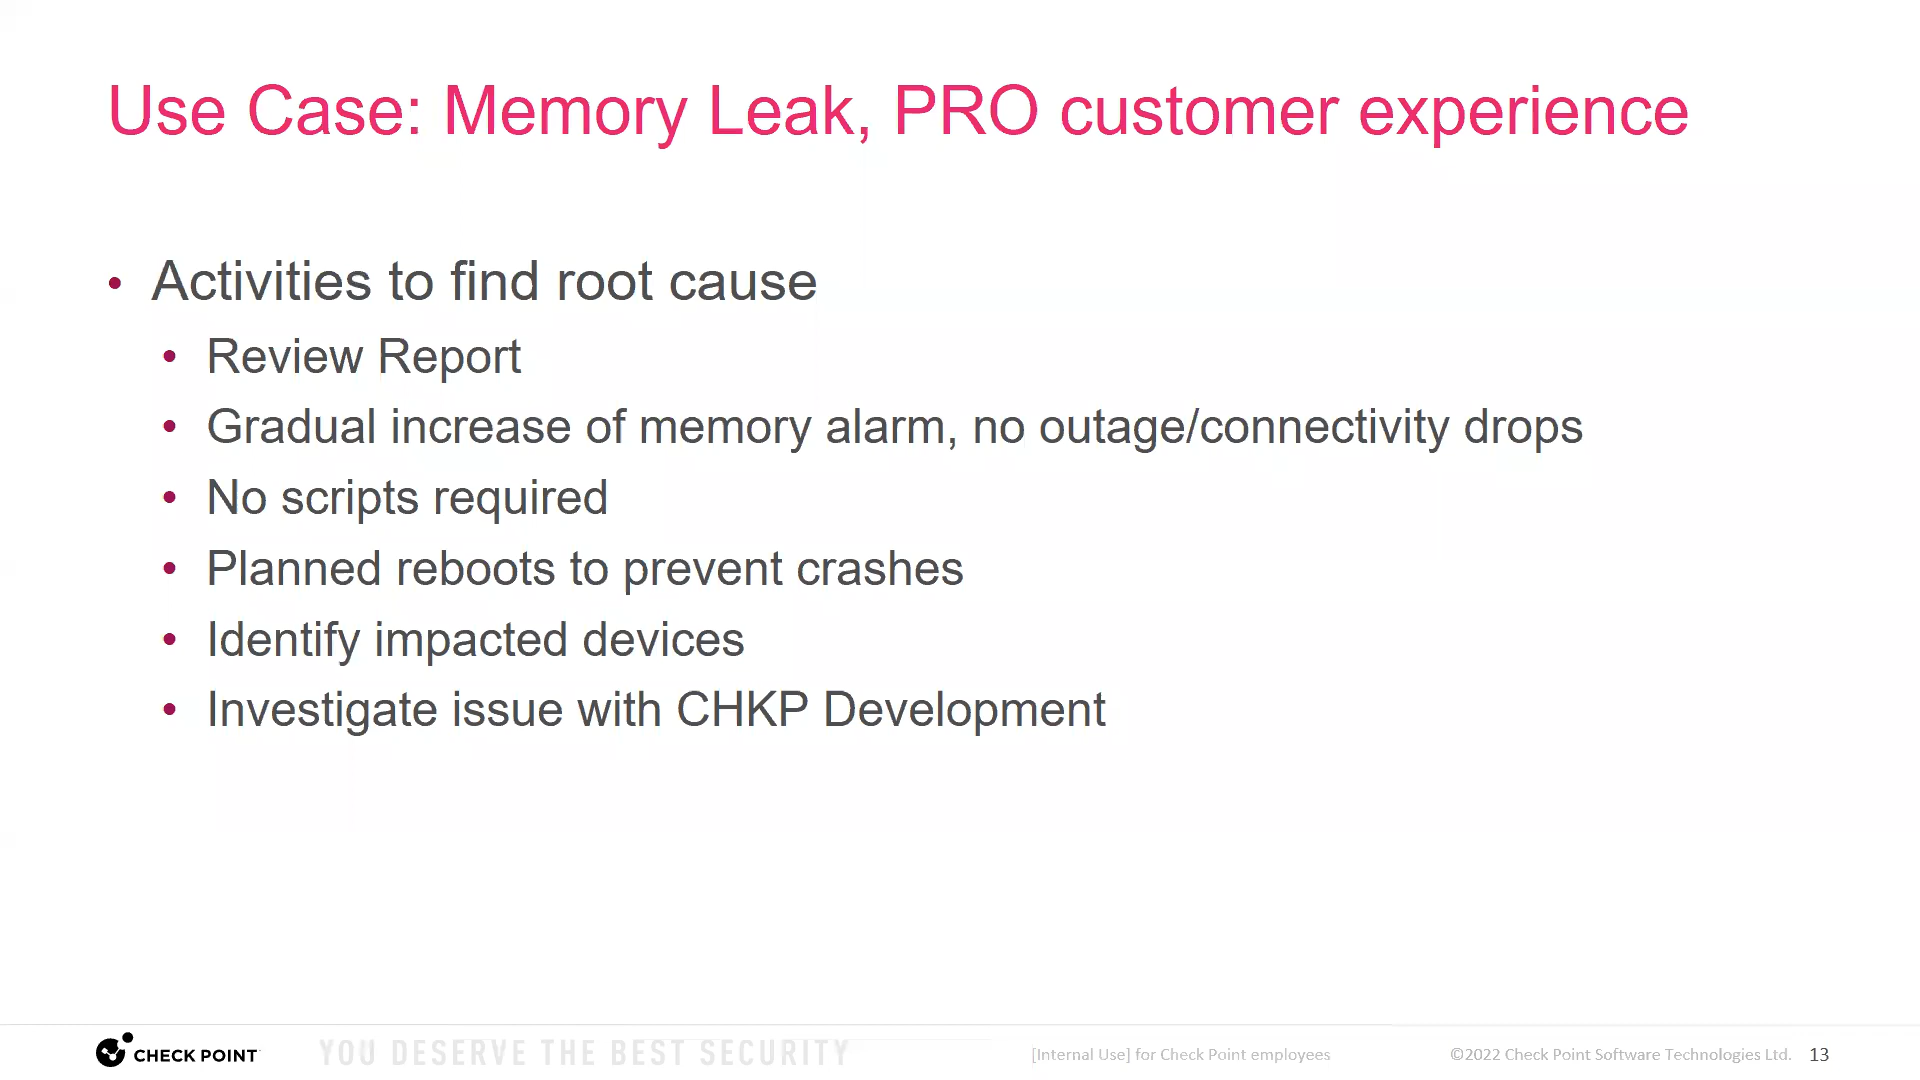 Use Case: Memory Leak, PRO customer experience
• Activities to find root cause
• Review Report
• Gradual increase of memory alarm, no outage/connectivity drops
• No scripts required
• Planned reboots to prevent crashes
• Identify impacted devices
• Investigate issue with CHKP Development
CHECK POINT
YOU DESERVE THE BEST SECURITY
[Internal Use] for Check Point employees
©2022 Check Point Software Technologies Ltd.
13